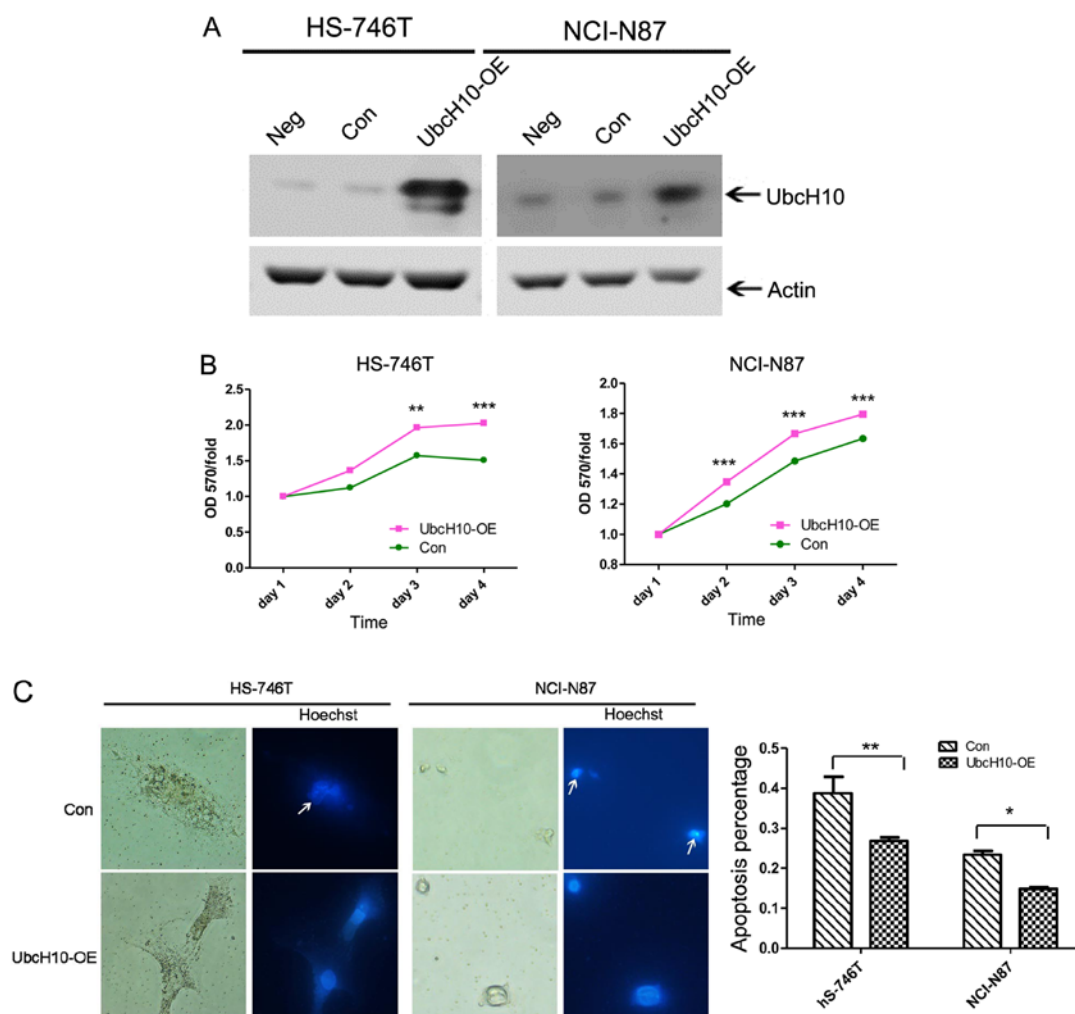 A
HS-746T
NCI-N87
Neg
Con
UbcH10-OE
Neg
Con
UbcH10-OE
UbcH10
Actin
B
HS-746T
OD 570/fold
2.5
2.0
1.5
1.0
0.5
0.0
**
***
UbcH10-OE
Con
day 1
day 2
day 3
day 4
Time
NCI-N87
OD 570/fold
2.0
1.8
1.6
1.4
1.2
1.0
0.8
***
***
***
UbcH10-OE
Con
day 1
day 2
day 3
day 4
Time
C
HS-746T
NCI-N87
Hoechst
Hoechst
Con
UbcH10-OE
Apoptosis percentage
0.5
0.4
0.3
0.2
0.1
0.0
**
*
Con
UbcH10-OE
hS-746T
NCI-N87